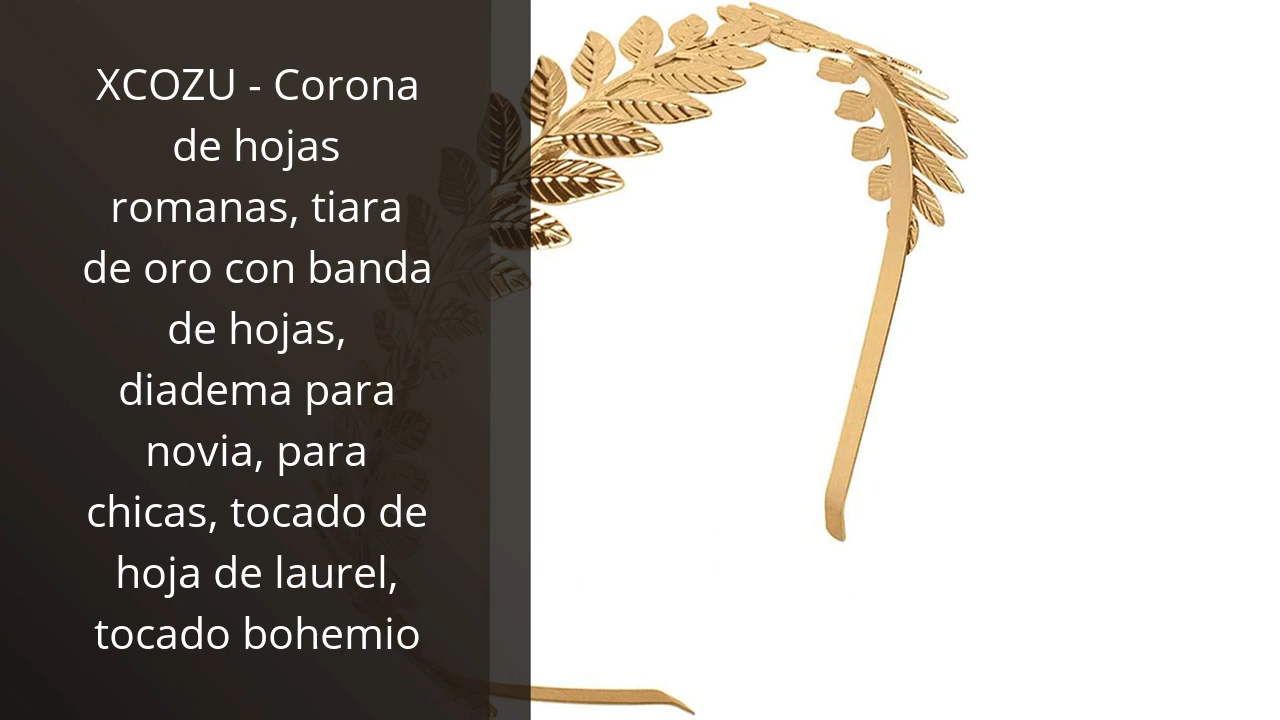 XCOZU - Corona
de hojas
romanas, tiara
de oro con banda
de hojas,
diadema para
novia, para
chicas, tocado de
hoja de laurel,
tocado bohemio